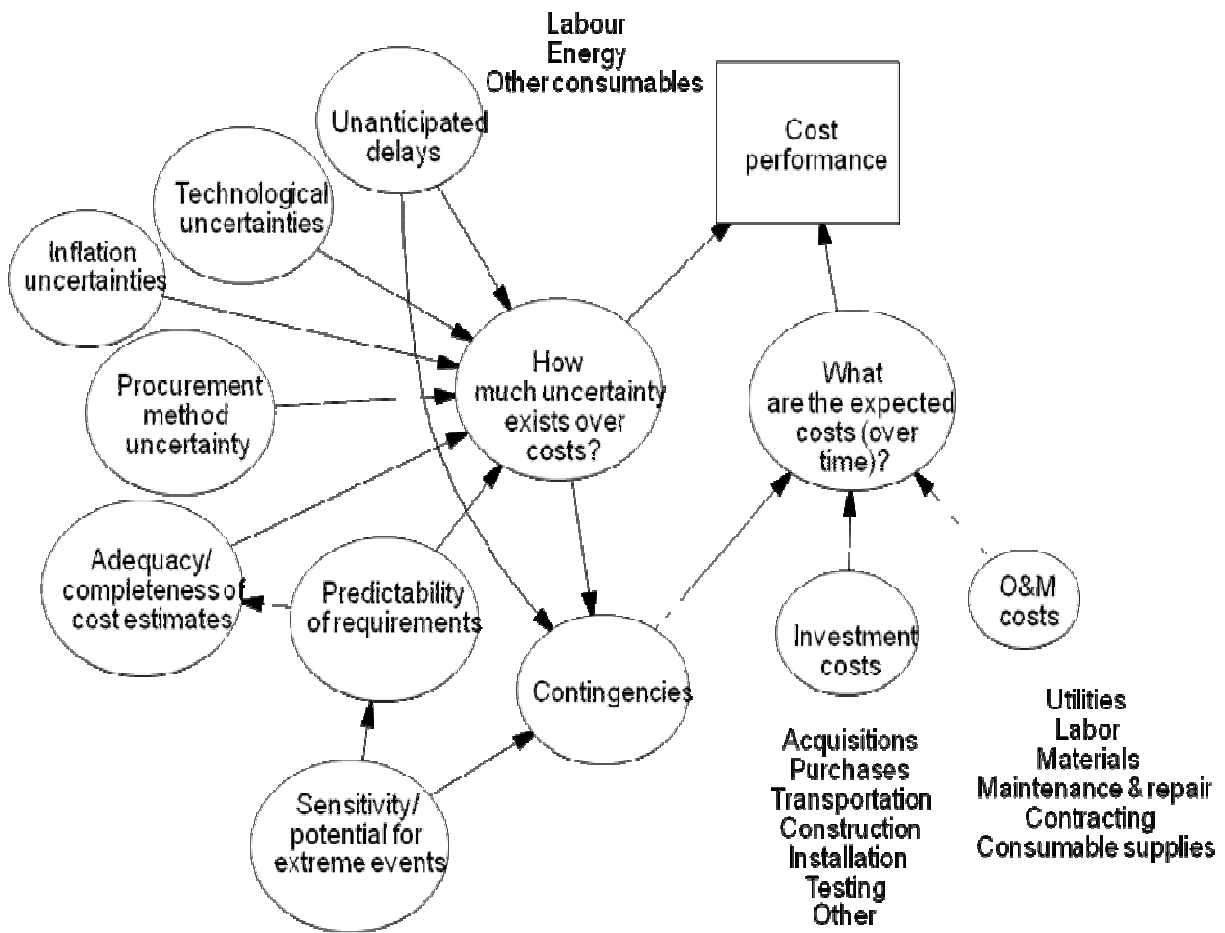 Labour
Energy
Other consumables
Unanticipated
delays
Cost
performance
Technological
uncertainties
Inflation
uncertainties
How
much uncertainty
exists over
costs?
What
are the expected
costs (over
time)?
Procurement
method
uncertainty
Adequacy/
completeness of
cost estimates
Predictability
of requirements
O&M
costs
Investment
costs
Contingencies
Utilities
Labor
Materials
Maintenance & repair
Contracting
Consumable supplies
Acquisitions
Purchases
Transportation
Construction
Installation
Testing
Other
Sensitivity/
potential for
extreme events